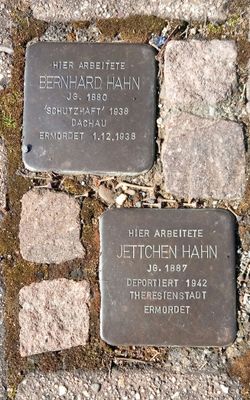 HIER ARBEITETE
BERNHARD HAHN
JG. 1880
'SCHUTZHAFT' 1938
DACHAU
ERMORDET 1.12.1938
HIER ARBEITETE
JETTCHEN HAHN
JG. 1887
DEPORTIERT 1942
THERESIENSTADT
ERMORDET